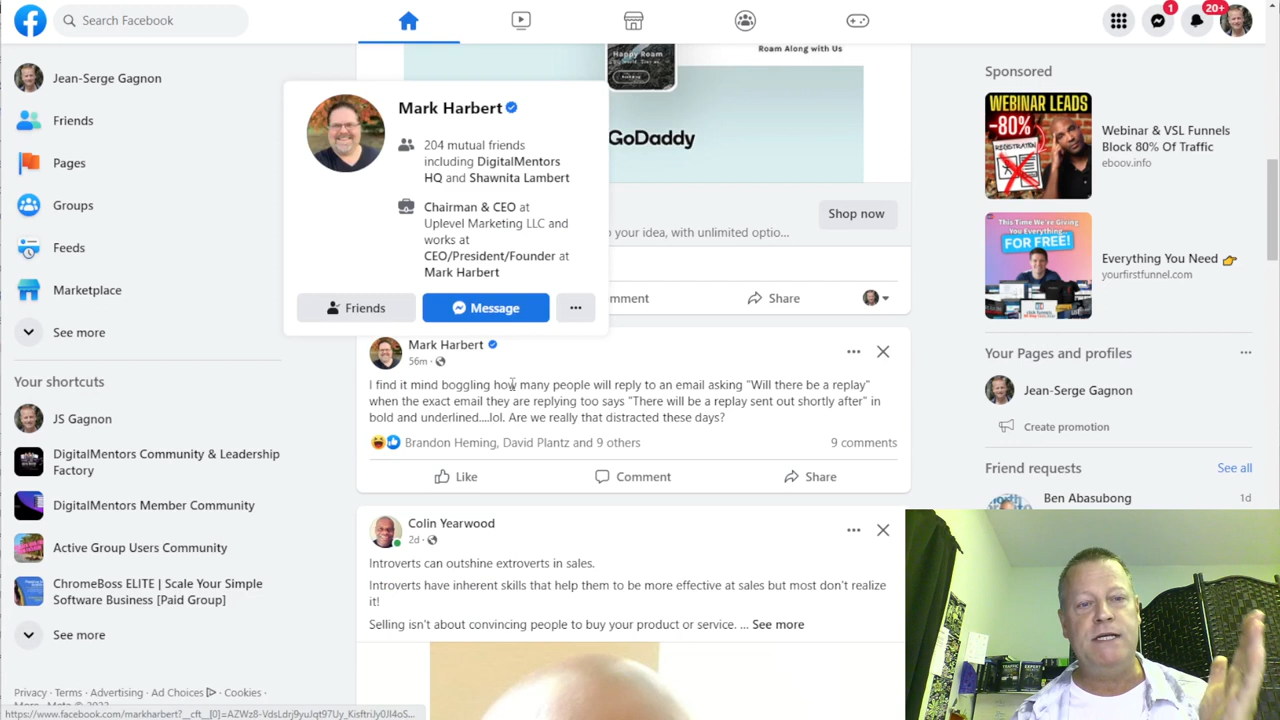 Search Facebook
1
20+
Jean-Serge Gagnon
Friends
Pages
Groups
Feeds
Marketplace
See more
Your shortcuts
JS Gagnon
DigitalMentors Community & Leadership
Factory
DigitalMentors Member Community
Active Group Users Community
ChromeBoss ELITE | Scale Your Simple
Software Business [Paid Group]
See more
Privacy · Terms · Advertising · Ad Choices · Cookies ·
Happy Roam
Roam Along with Us
GoDaddy
Mark Harbert
204 mutual friends
including DigitalMentors
HQ and Shawnita Lambert
Chairman & CEO at
Uplevel Marketing LLC and
works at
CEO/President/Founder at
Mark Harbert
Friends
Message
Shop now
your idea, with unlimited optio...
mment
Share
Mark Harbert
56m ·
I find it mind boggling how many people will reply to an email asking "Will there be a replay"
when the exact email they are replying too says "There will be a replay sent out shortly after" in
bold and underlined....lol. Are we really that distracted these days?
Brandon Heming, David Plantz and 9 others
9 comments
Like
Comment
Share
Colin Yearwood
2d ·
Introverts can outshine extroverts in sales.
Introverts have inherent skills that help them to be more effective at sales but most don't realize
it!
Selling isn't about convincing people to buy your product or service. ... See more
Sponsored
WEBINAR LEADS
-80%
REGISTRATION
Webinar & VSL Funnels
Block 80% Of Traffic
eboov.info
This Time We're Giving
You Everything...
FOR FREE!
Everything You Need
yourfirstfunnel.com
Your Pages and profiles
Jean-Serge Gagnon
Create promotion
Friend requests
See all
Ben Abasubong
1d